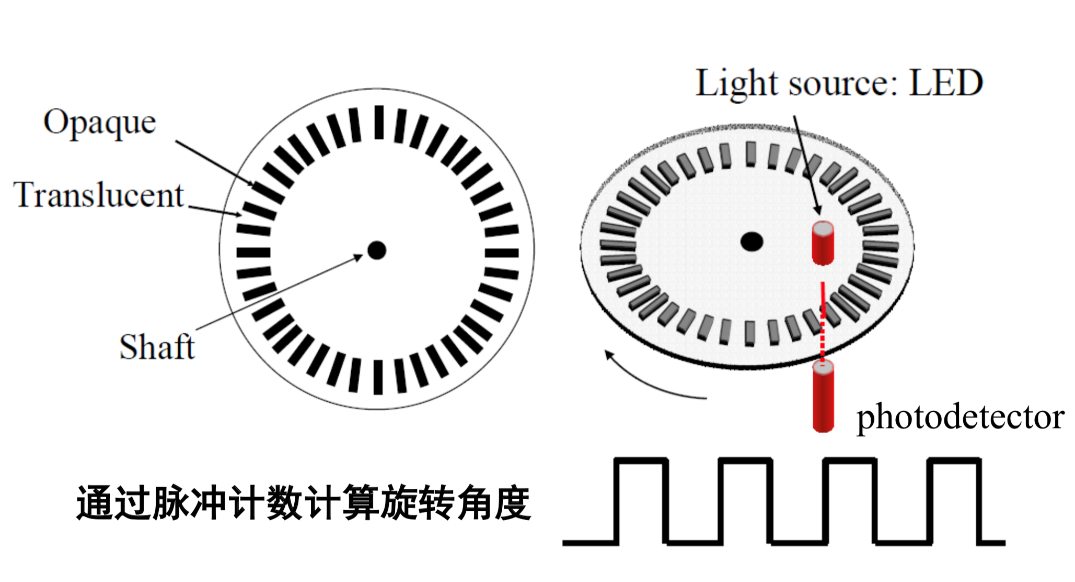 Light source: LED
Opaque
Translucent
Shaft
photodetector
通过脉冲计数计算旋转角度